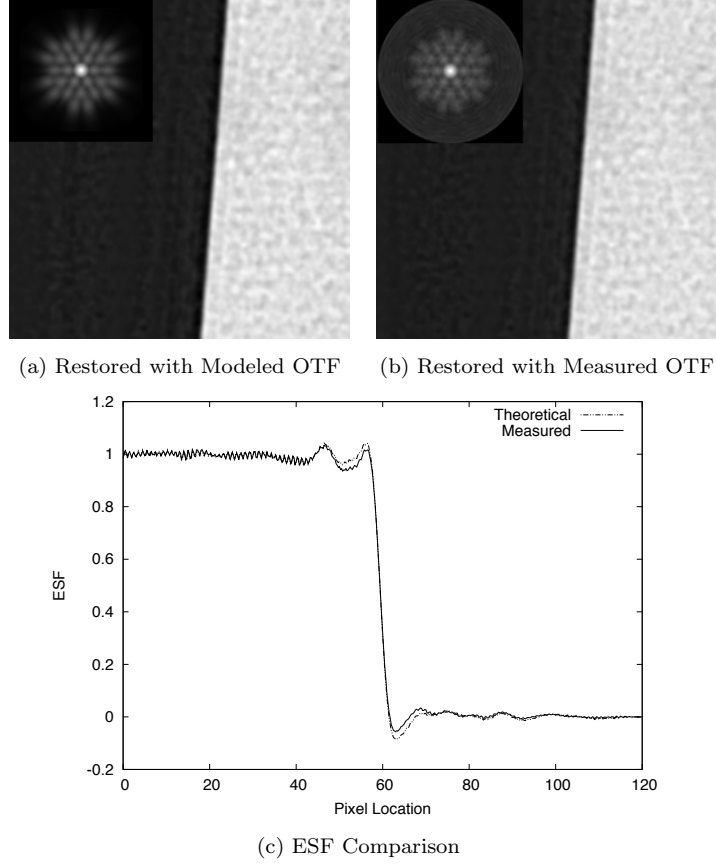 (a) Restored with Modeled OTF
(b) Restored with Measured OTF
1.2
1
0.8
0.6
0.4
0.2
0
-0.2
ESF
Theoretical
Measured
0 20 40 60 80 100 120
Pixel Location
(c) ESF Comparison